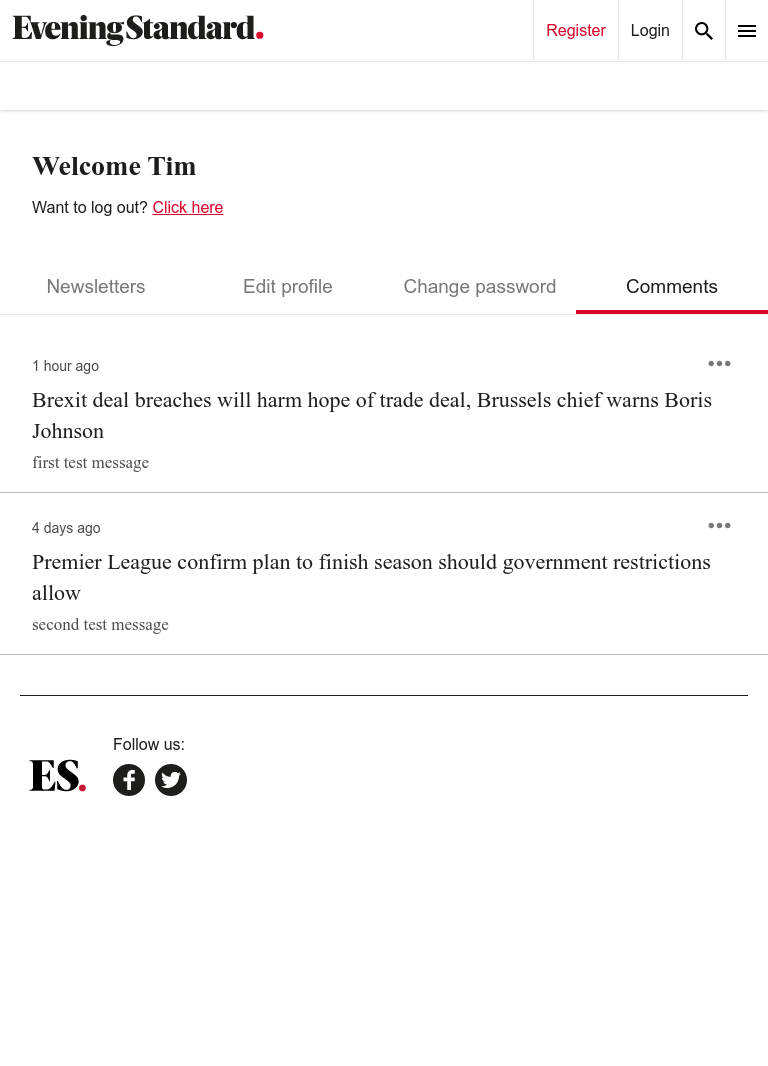 Evening Standard.
Register
Login
Welcome Tim
Want to log out? Click here
Newsletters
Edit profile
Change password
Comments
1 hour ago
Brexit deal breaches will harm hope of trade deal, Brussels chief warns Boris
Johnson
first test message
4 days ago
Premier League confirm plan to finish season should government restrictions
allow
second test message
Follow us:
ES.